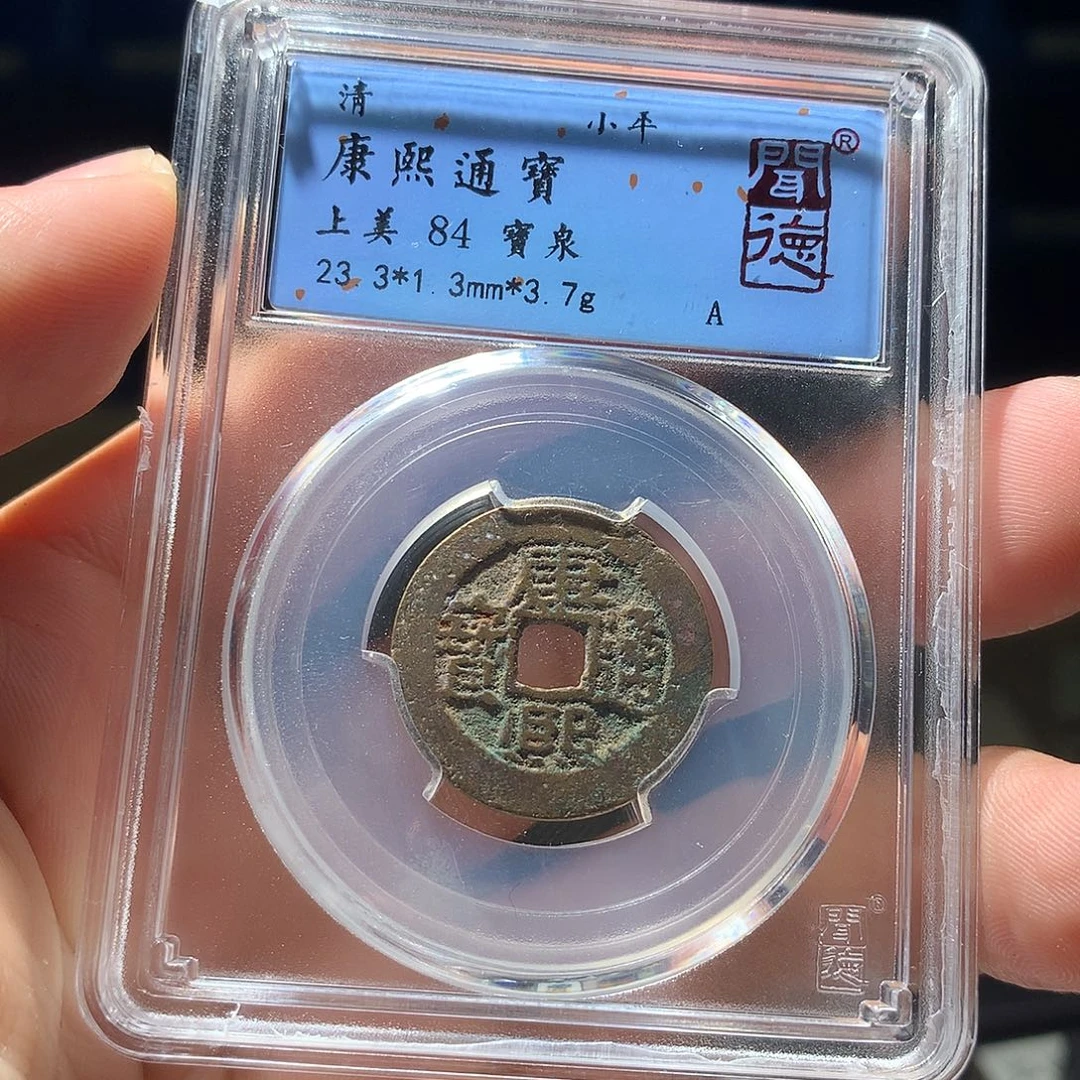 清 小平
康熙通寶
上美 84 寶泉
23.3*1.3mm*3.7g
A
聞德®
康熙通寶
聞德®